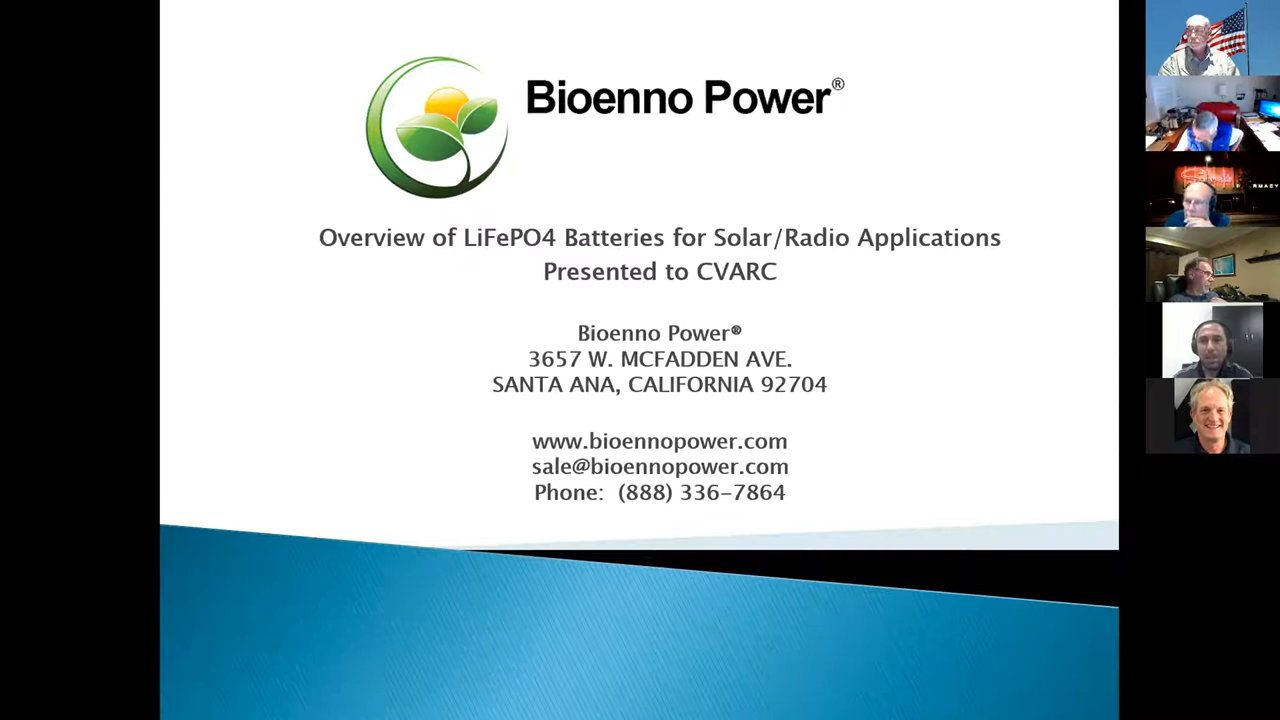 Bioenno Power®
Overview of LiFePO4 Batteries for Solar/Radio Applications
Presented to CVARC
Bioenno Power®
3657 W. MCFADDEN AVE.
SANTA ANA, CALIFORNIA 92704
www.bioennopower.com
sale@bioennopower.com
Phone: (888) 336-7864